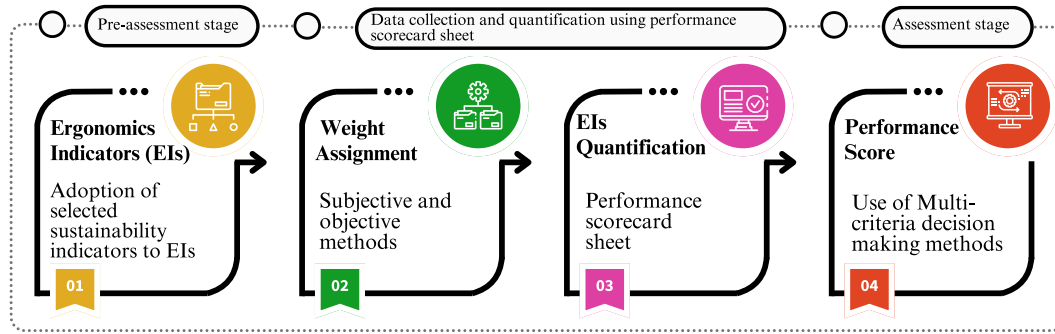 Pre-assessment stage
Data collection and quantification using performance
scorecard sheet
Assessment stage
Ergonomics
Indicators (EIs)
Adoption of
selected
sustainability
indicators to EIs
01
Weight
Assignment
Subjective and
objective
methods
02
EIs
Quantification
Performance
scorecard
sheet
03
Performance
Score
Use of Multi-
criteria decision
making methods
04